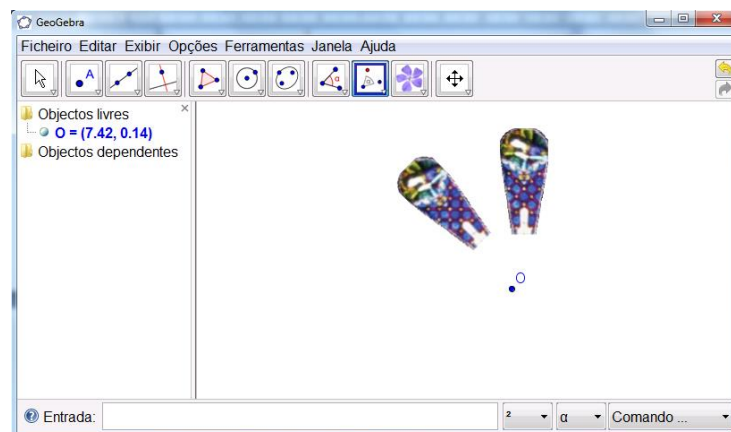 GeoGebra
Ficheiro Editar Exibir Opções Ferramentas Janela Ajuda
A
α
Objectos livres
O = (7.42, 0.14)
Objectos dependentes
O
Entrada:
² α Comando ...